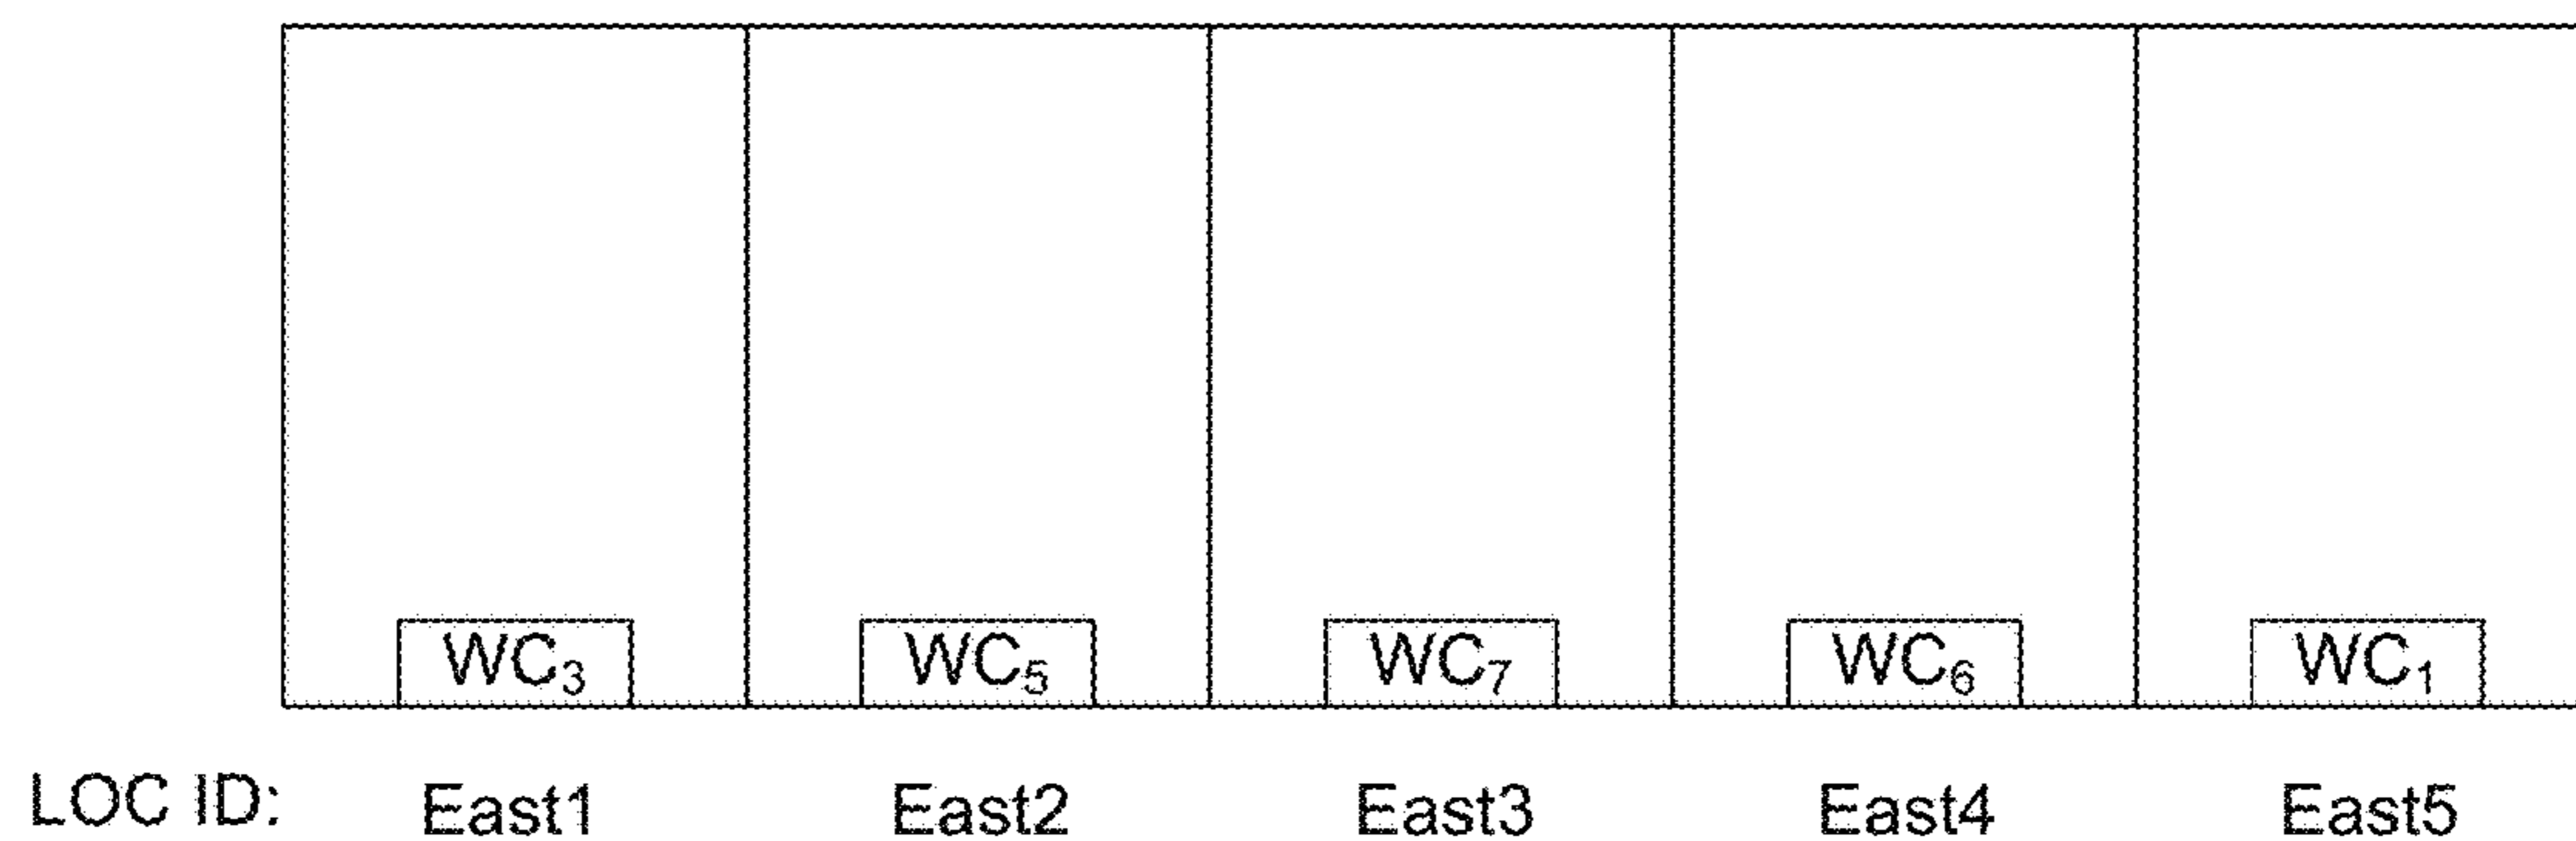 WC₃ WC₅ WC₇ WC₆ WC₁
LOC ID: East1 East2 East3 East4 East5